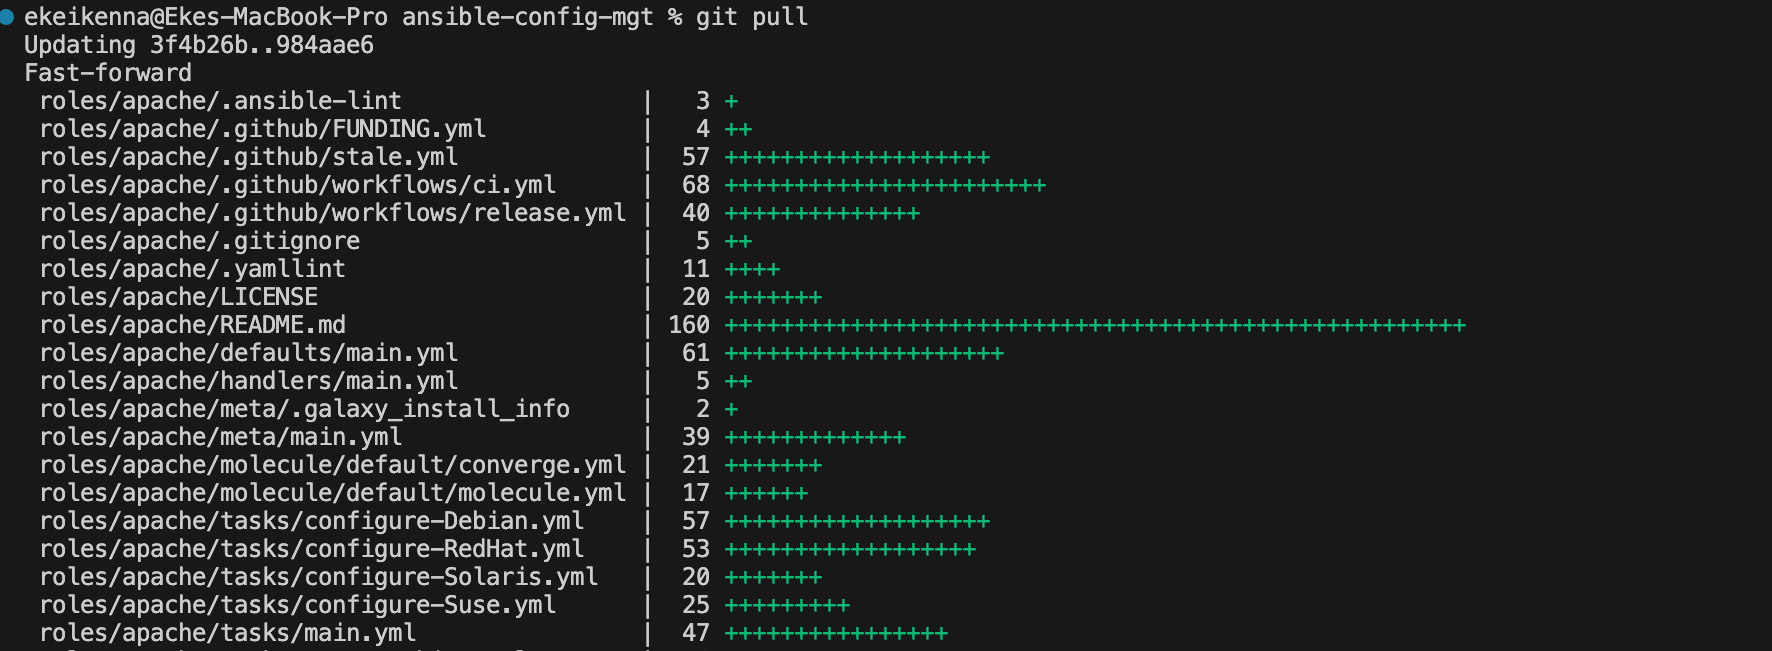 ekeikenna@Ekes-MacBook-Pro ansible-config-mgt % git pull
Updating 3f4b26b..984aae6
Fast-forward
roles/apache/.ansible-lint | 3 +
roles/apache/.github/FUNDING.yml | 4 ++
roles/apache/.github/stale.yml | 57 +++++++++++++++++++
roles/apache/.github/workflows/ci.yml | 68 +++++++++++++++++++++++
roles/apache/.github/workflows/release.yml | 40 ++++++++++++++
roles/apache/.gitignore | 5 ++
roles/apache/.yamllint | 11 ++++
roles/apache/LICENSE | 20 +++++++
roles/apache/README.md | 160 +++++++++++++++++++++++++++++++++++++++++++++++++++++
roles/apache/defaults/main.yml | 61 ++++++++++++++++++++
roles/apache/handlers/main.yml | 5 ++
roles/apache/meta/.galaxy_install_info | 2 +
roles/apache/meta/main.yml | 39 +++++++++++++
roles/apache/molecule/default/converge.yml | 21 +++++++
roles/apache/molecule/default/molecule.yml | 17 ++++++
roles/apache/tasks/configure-Debian.yml | 57 +++++++++++++++++++
roles/apache/tasks/configure-RedHat.yml | 53 ++++++++++++++++++
roles/apache/tasks/configure-Solaris.yml | 20 +++++++
roles/apache/tasks/configure-Suse.yml | 25 +++++++++
roles/apache/tasks/main.yml | 47 ++++++++++++++++